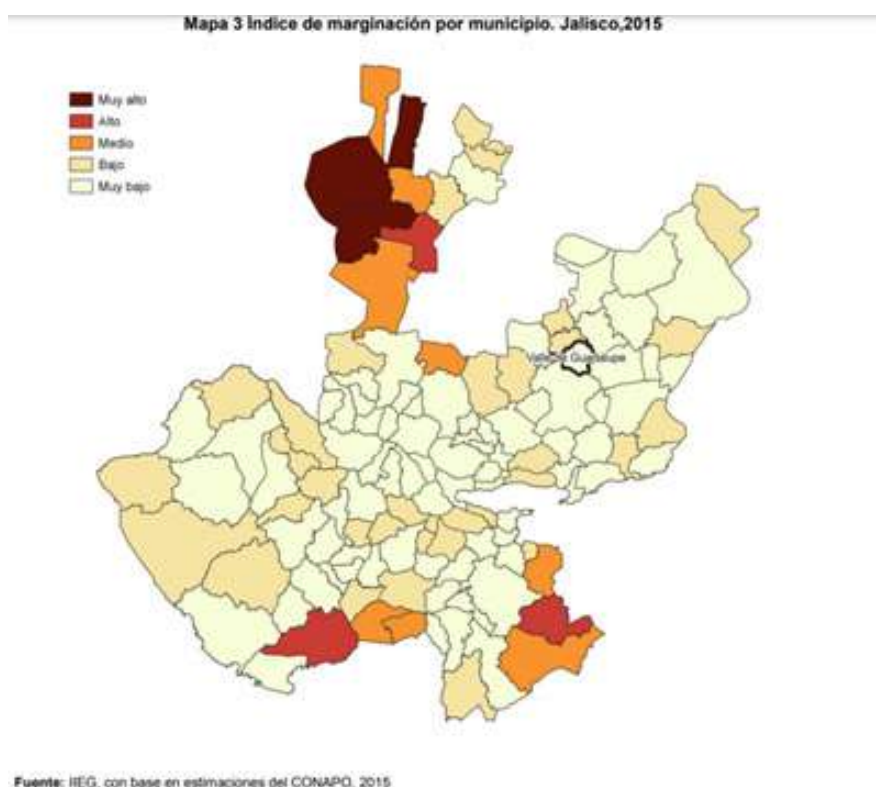 Mapa 3 Índice de marginación por municipio. Jalisco,2015
Muy alto
Alto
Medio
Bajo
Muy bajo
Valle de Guadalupe
Fuente: IIEG, con base en estimaciones del CONAPO, 2015